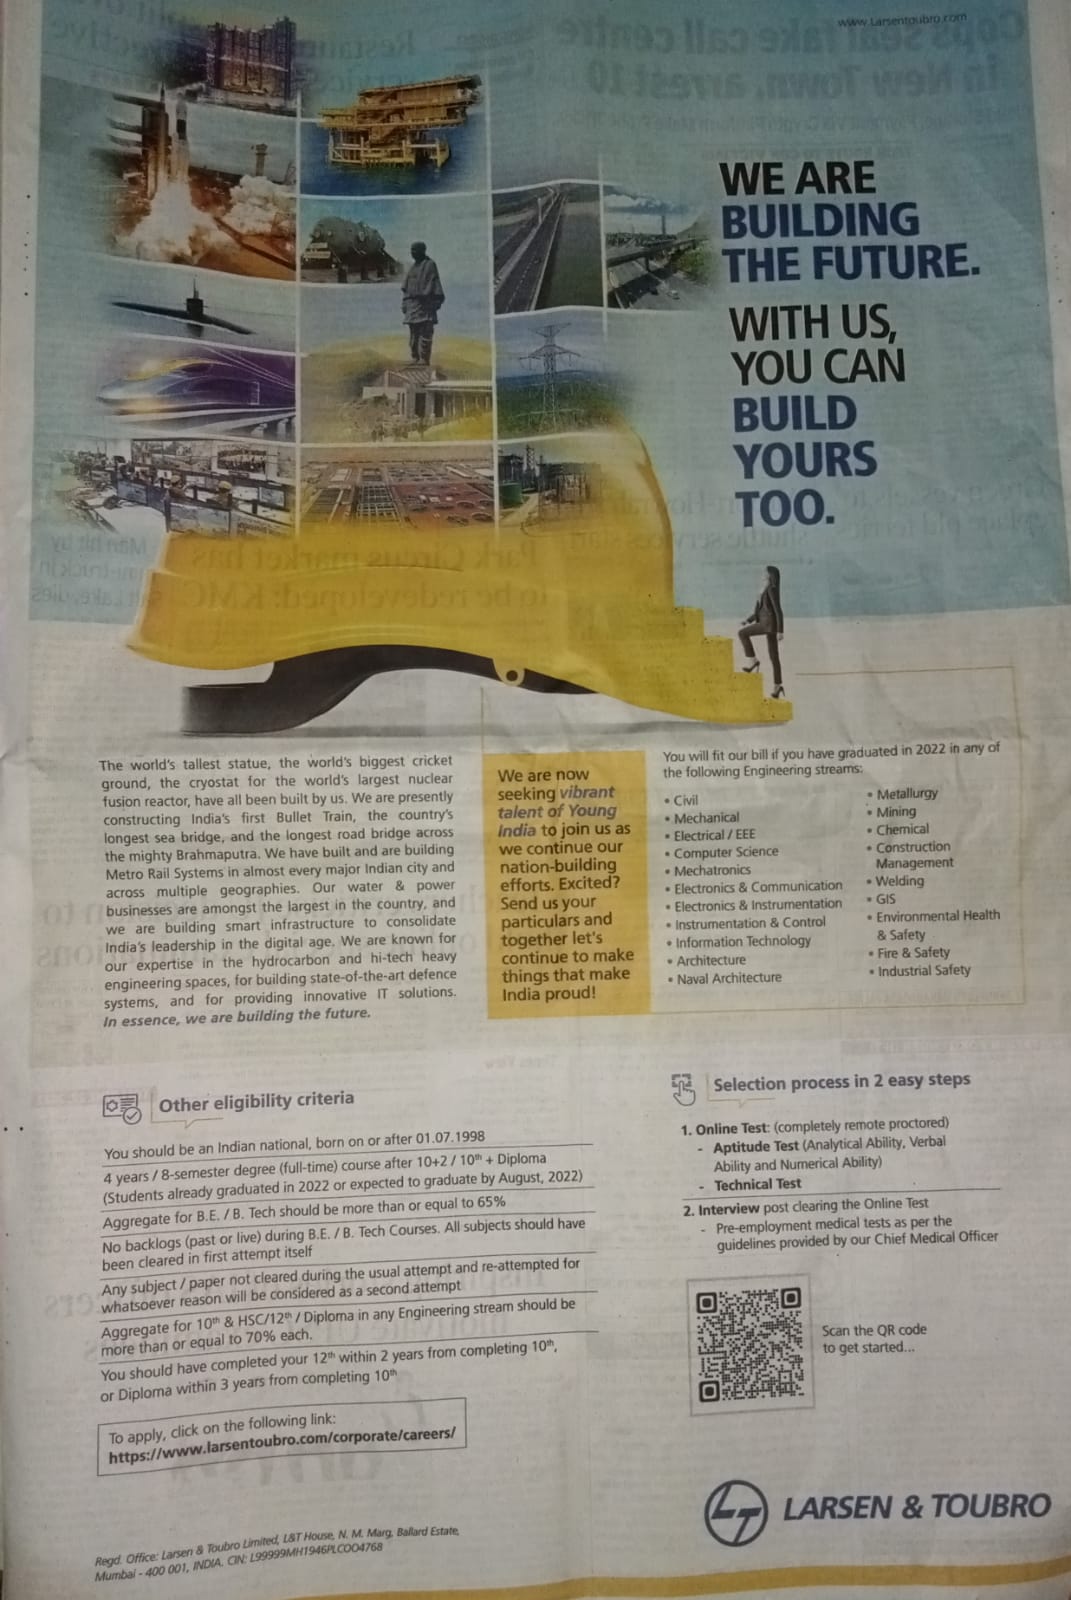 www.Larsentoubro.com
WE ARE
BUILDING
THE FUTURE.
WITH US,
YOU CAN
BUILD
YOURS
TOO.
The world's tallest statue, the world's biggest cricket
ground, the cryostat for the world's largest nuclear
fusion reactor, have all been built by us. We are presently
constructing India's first Bullet Train, the country's
longest sea bridge, and the longest road bridge across
the mighty Brahmaputra. We have built and are building
Metro Rail Systems in almost every major Indian city and
across multiple geographies. Our water & power
businesses are amongst the largest in the country, and
we are building smart infrastructure to consolidate
India's leadership in the digital age. We are known for
our expertise in the hydrocarbon and hi-tech heavy
engineering spaces, for building state-of-the-art defence
systems, and for providing innovative IT solutions.
In essence, we are building the future.
We are now
seeking vibrant
talent of Young
India to join us as
we continue our
nation-building
efforts. Excited?
Send us your
particulars and
together let's
continue to make
things that make
India proud!
You will fit our bill if you have graduated in 2022 in any of
the following Engineering streams:
• Civil
• Mechanical
• Electrical / EEE
• Computer Science
• Mechatronics
• Electronics & Communication
• Electronics & Instrumentation
• Instrumentation & Control
• Information Technology
• Architecture
• Naval Architecture
• Metallurgy
• Mining
• Chemical
• Construction
Management
• Welding
• GIS
• Environmental Health
& Safety
• Fire & Safety
• Industrial Safety
Other eligibility criteria
You should be an Indian national, born on or after 01.07.1998
4 years / 8-semester degree (full-time) course after 10+2 / 10th + Diploma
(Students already graduated in 2022 or expected to graduate by August, 2022)
Aggregate for B.E. / B. Tech should be more than or equal to 65%
No backlogs (past or live) during B.E. / B. Tech Courses. All subjects should have
been cleared in first attempt itself
Any subject / paper not cleared during the usual attempt and re-attempted for
whatsoever reason will be considered as a second attempt
Aggregate for 10th & HSC/12th / Diploma in any Engineering stream should be
more than or equal to 70% each.
You should have completed your 12th within 2 years from completing 10th,
or Diploma within 3 years from completing 10th
To apply, click on the following link:
https://www.larsentoubro.com/corporate/careers/
Selection process in 2 easy steps
1. Online Test: (completely remote proctored)
- Aptitude Test (Analytical Ability, Verbal
Ability and Numerical Ability)
- Technical Test
2. Interview post clearing the Online Test
- Pre-employment medical tests as per the
guidelines provided by our Chief Medical Officer
Scan the QR code
to get started...
LARSEN & TOUBRO
Regd. Office: Larsen & Toubro Limited, L&T House, N. M. Marg, Ballard Estate,
Mumbai - 400 001, INDIA. CIN: L99999MH1946PLCOO4768